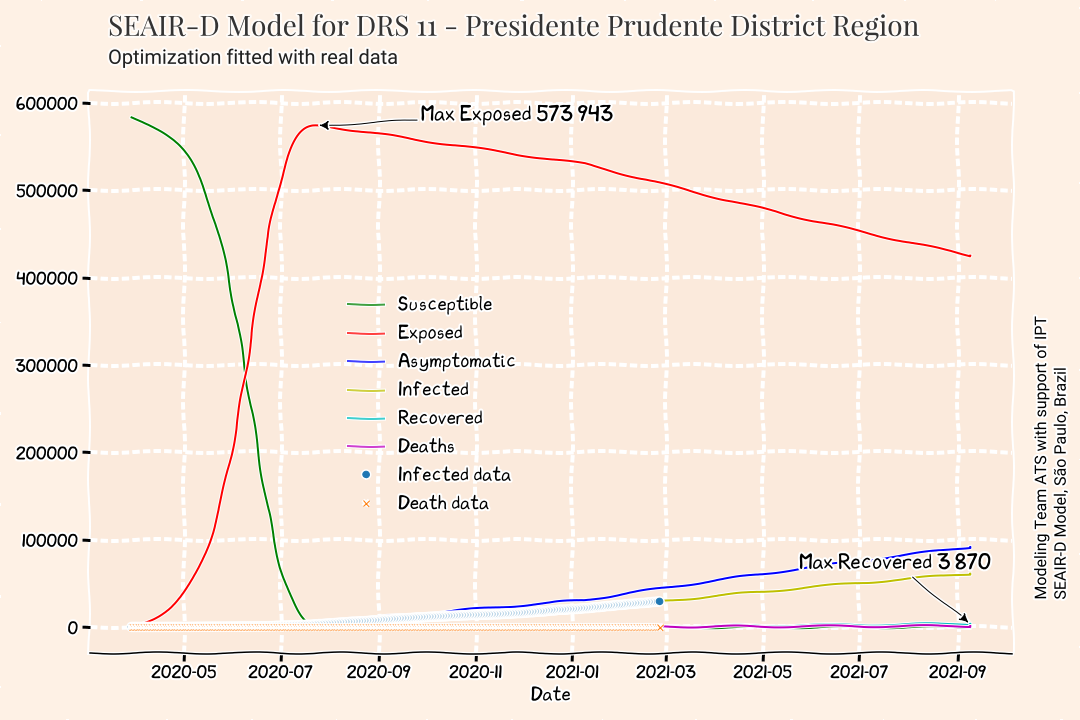 SEAIR-D Model for DRS 11 - Presidente Prudente District Region
Optimization fitted with real data
600000
500000
400000
300000
200000
100000
0
Max Exposed 573 943
Susceptible
Exposed
Asymptomatic
Infected
Recovered
Deaths
Infected data
Death data
Max Recovered 3 870
2020-05
2020-07
2020-09
2020-11
2021-01
2021-03
2021-05
2021-07
2021-09
Date
Modeling Team ATS with support of IPT
SEAIR-D Model, São Paulo, Brazil